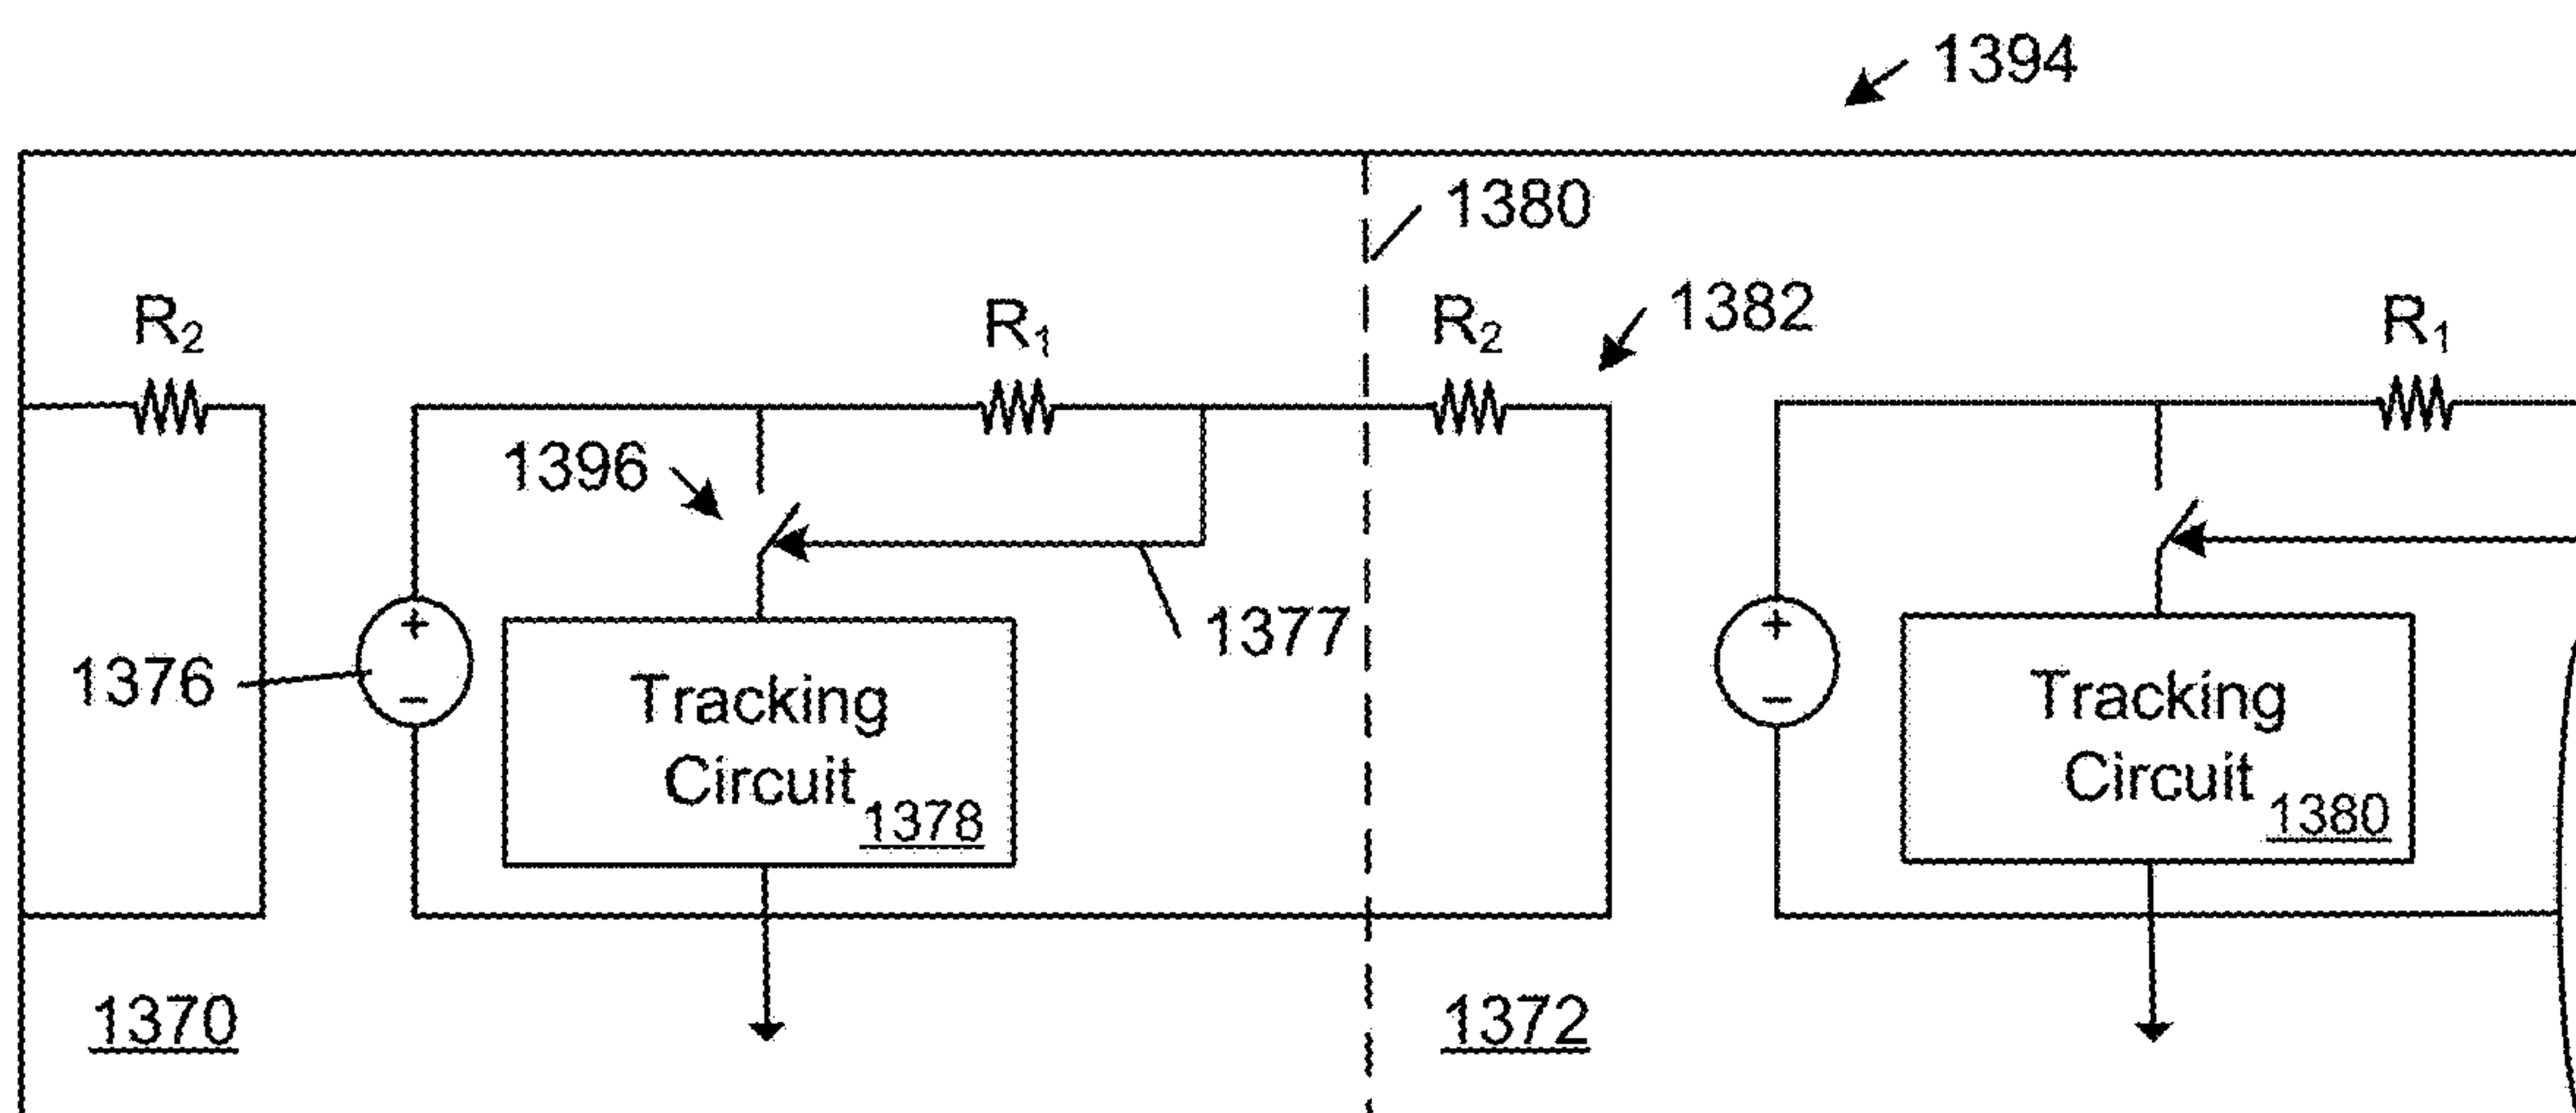 1394
1380
R2
R1
R2
1382
R1
1396
1377
1376
+
−
Tracking
Circuit 1378
+
−
Tracking
Circuit 1380
1370
1372